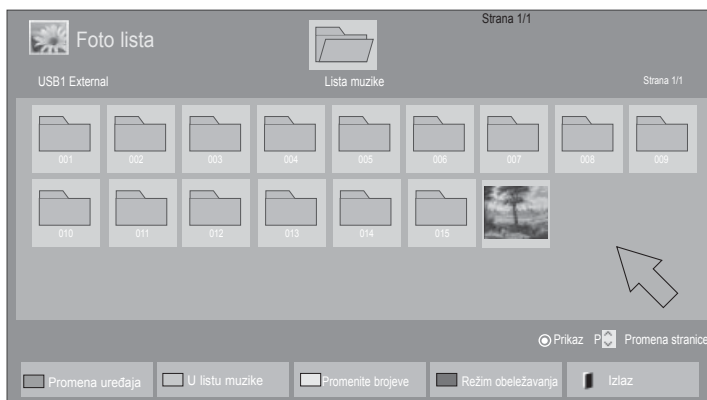 Strana 1/1
Foto lista
USB1 External
Lista muzike
Strana 1/1
001 002 003 004 005 006 007 008 009
010 011 012 013 014 015
Prikaz P Promena stranice
Promena uređaja
U listu muzike
Promenite brojeve
Režim obeležavanja
Izlaz